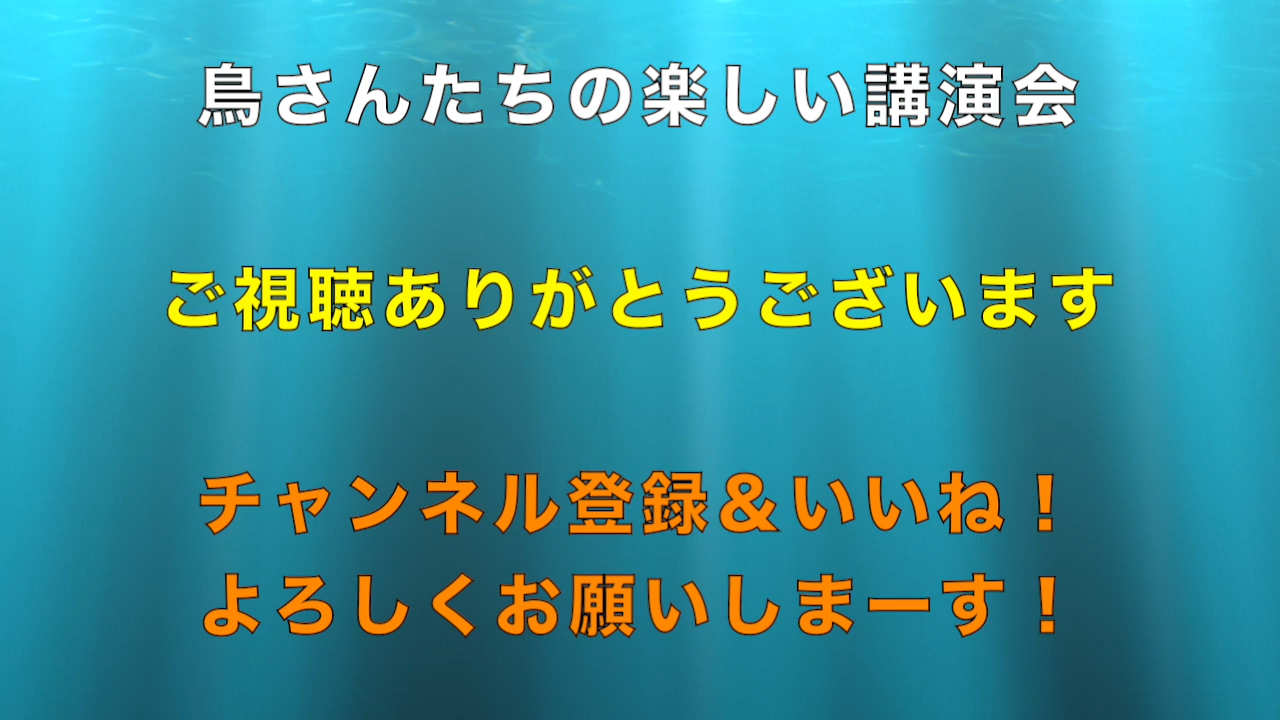 鳥さんたちの楽しい講演会
ご視聴ありがとうございます
チャンネル登録＆いいね！
よろしくお願いしまーす！